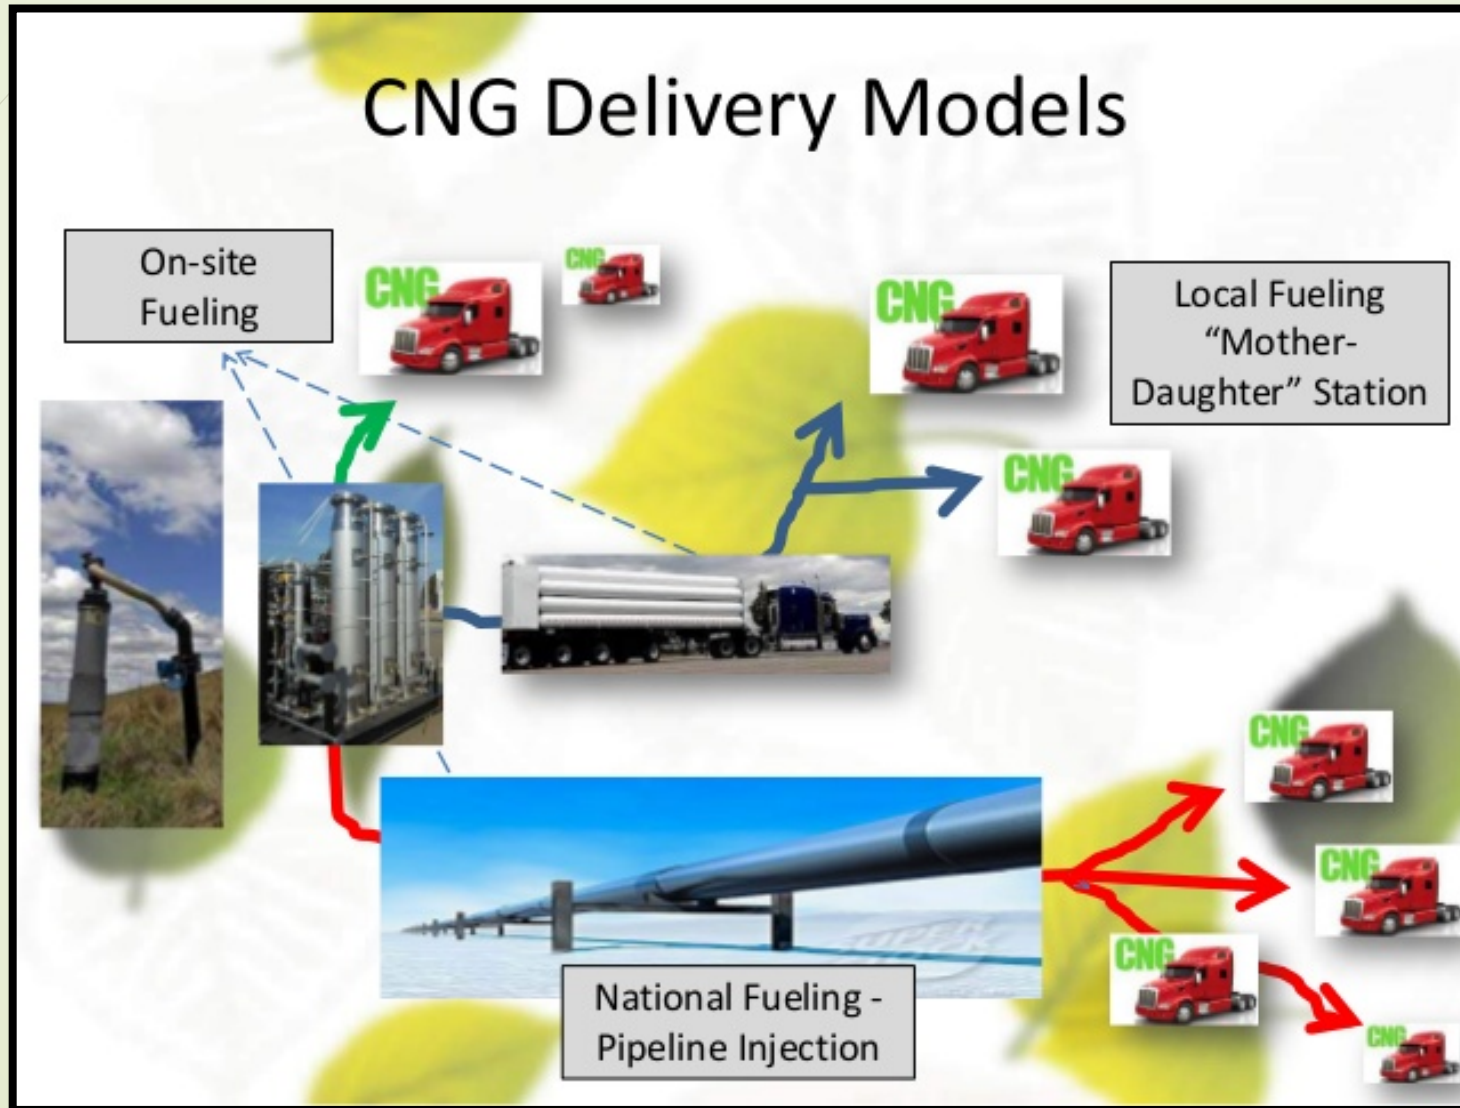 CNG Delivery Models
On-site
Fueling
CNG
CNG
CNG
Local Fueling
“Mother-
Daughter” Station
CNG
CNG
CNG
CNG
CNG
National Fueling -
Pipeline Injection